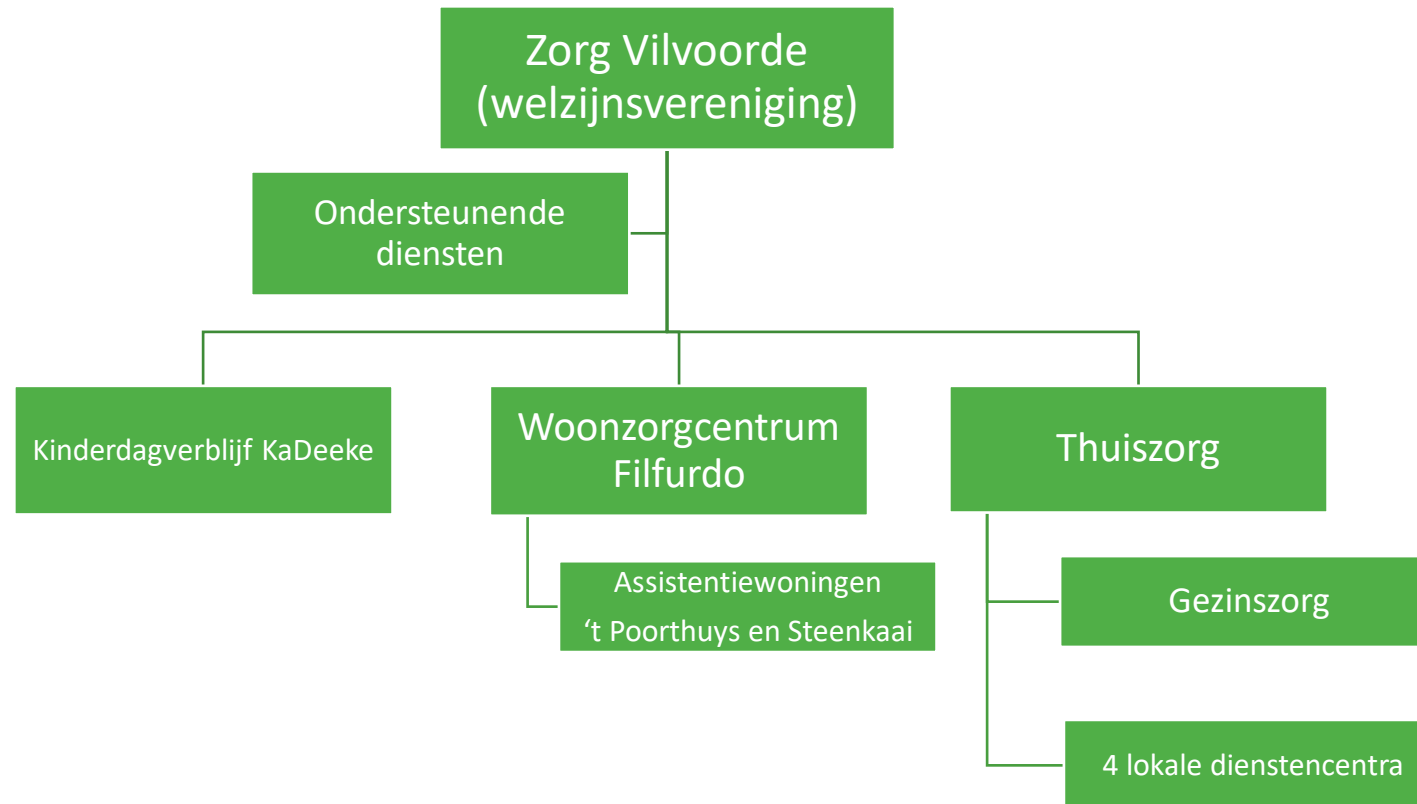 Zorg Vilvoorde
(welzijnsvereniging)
Ondersteunende
diensten
Kinderdagverblijf KaDeeke
Woonzorgcentrum
Filfurdo
Thuiszorg
Assistentiewoningen
‘t Poorthuys en Steenkaai
Gezinszorg
4 lokale dienstencentra